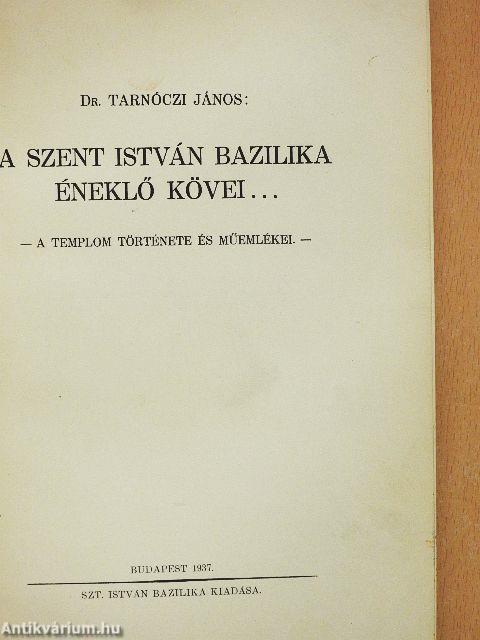 DR. TARNÓCZI JÁNOS:
A SZENT ISTVÁN BAZILIKA
ÉNEKLŐ KÖVEI...
— A TEMPLOM TÖRTÉNETE ÉS MŰEMLÉKEI. —
BUDAPEST 1937.
SZT. ISTVÁN BAZILIKA KIADÁSA.
Antikvárium.hu